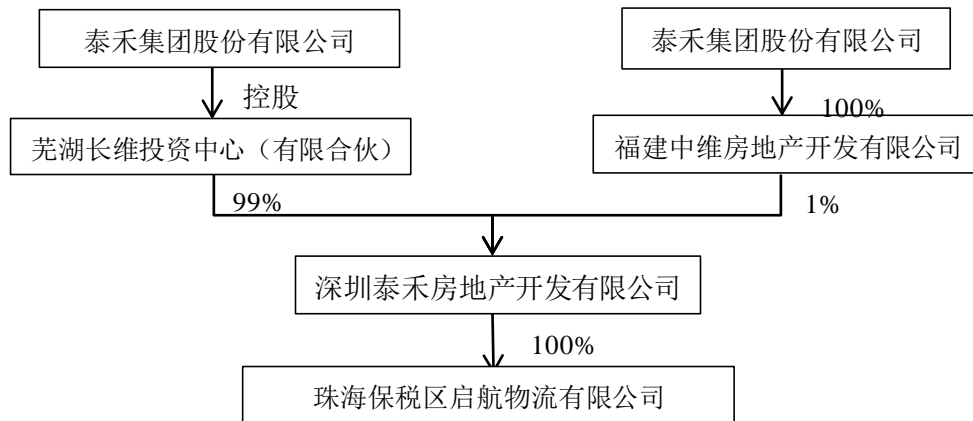 泰禾集团股份有限公司
泰禾集团股份有限公司
控股
100%
芜湖长维投资中心（有限合伙）
福建中维房地产开发有限公司
99%
1%
深圳泰禾房地产开发有限公司
100%
珠海保税区启航物流有限公司